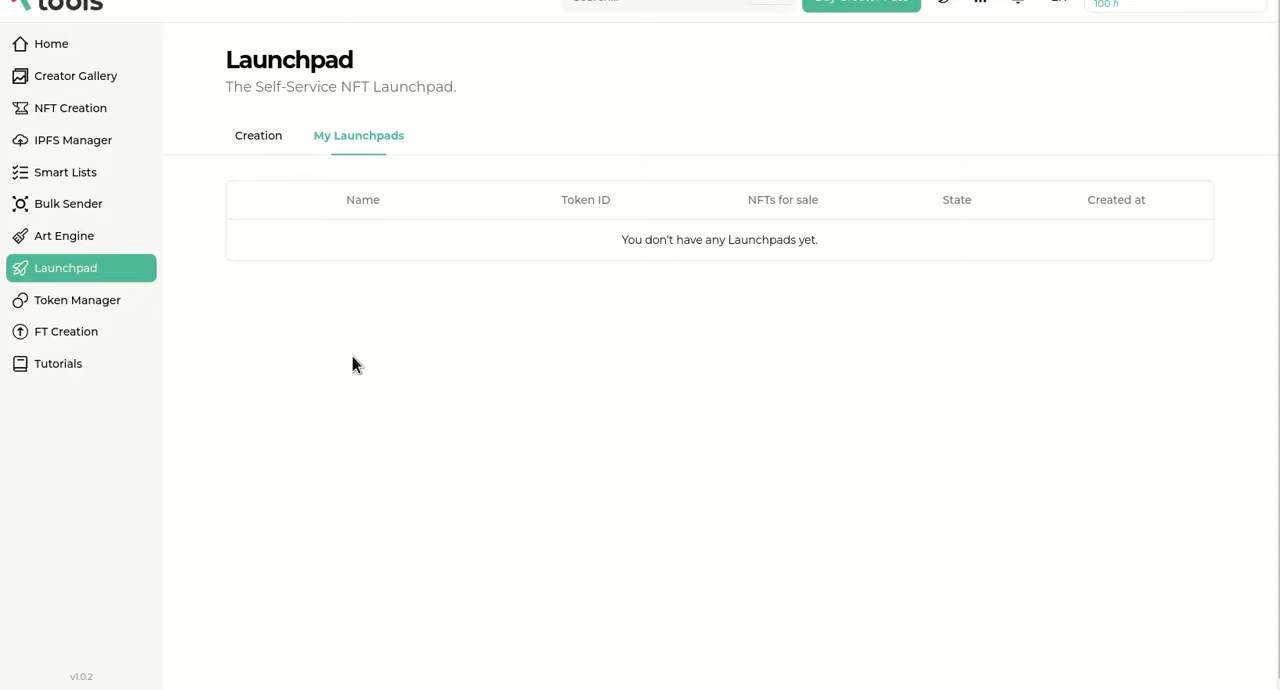 tools
100 ℏ
Home
Creator Gallery
NFT Creation
IPFS Manager
Smart Lists
Bulk Sender
Art Engine
Launchpad
Token Manager
FT Creation
Tutorials
v1.0.2
Launchpad
The Self-Service NFT Launchpad.
Creation My Launchpads
Name Token ID NFTs for sale State Created at
You don't have any Launchpads yet.